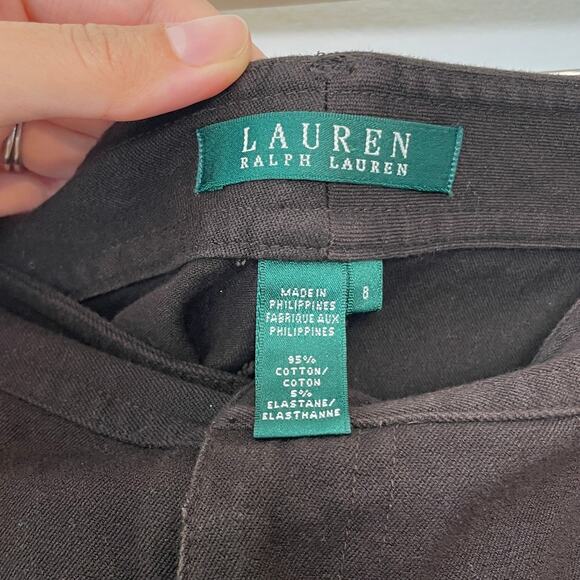 LAUREN
RALPH LAUREN
8
MADE IN
PHILIPPINES
FABRIQUE AUX
PHILIPPINES
95%
COTTON/
COTON
5%
ELASTANE/
ELASTHANNE